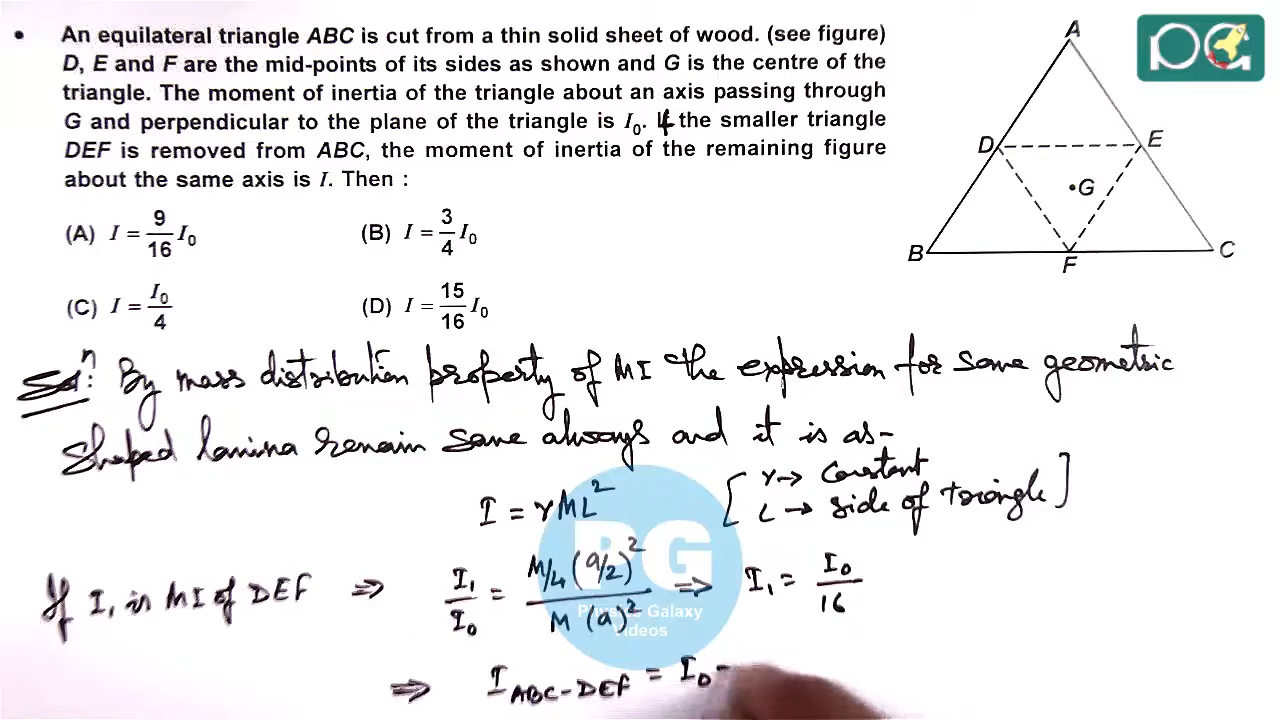 • An equilateral triangle ABC is cut from a thin solid sheet of wood. (see figure)
D, E and F are the mid-points of its sides as shown and G is the centre of the
triangle. The moment of inertia of the triangle about an axis passing through
G and perpendicular to the plane of the triangle is I₀. If the smaller triangle
DEF is removed from ABC, the moment of inertia of the remaining figure
about the same axis is I. Then :
(A) I = 9/16 I₀ (B) I = 3/4 I₀
(C) I = I₀/4 (D) I = 15/16 I₀
A
D E
•G
B F C
PG
Solⁿ: By mass distribution property of MI the expression for same geometric
shaped lamina remain same always and it is as-
I = γML² [γ → constant
L → side of triangle]
If I₁ is MI of DEF ⇒ I₁/I₀ = M/4 (a/2)² / M (a)² ⇒ I₁ = I₀/16
⇒ I ABC-DEF = I₀ -
PG
Physics Galaxy
Videos